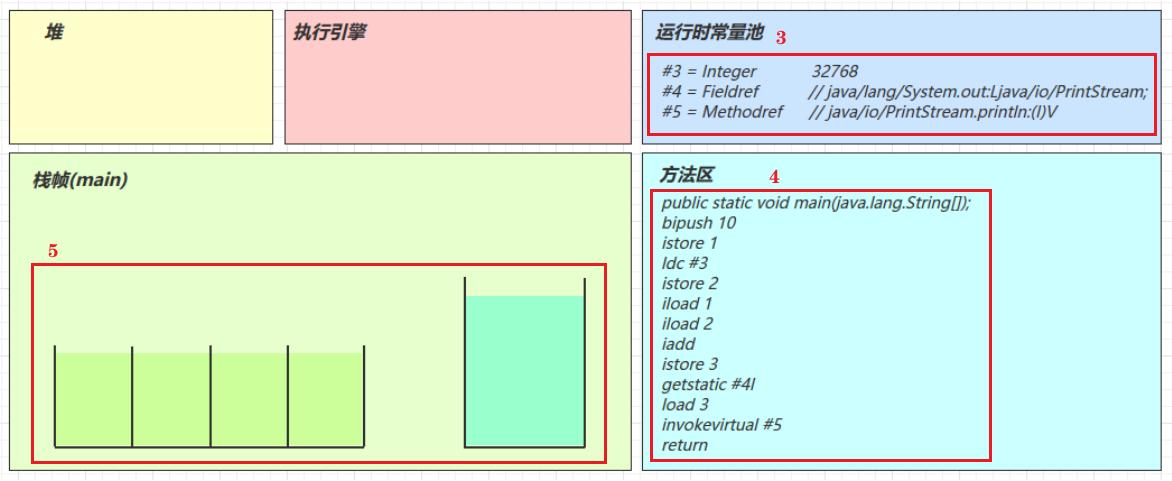 堆
执行引擎
运行时常量池 3
#3 = Integer 32768
#4 = Fieldref // java/lang/System.out:Ljava/io/PrintStream;
#5 = Methodref // java/io/PrintStream.println:(I)V
栈帧(main)
5
方法区 4
public static void main(java.lang.String[]);
bipush 10
istore 1
ldc #3
istore 2
iload 1
iload 2
iadd
istore 3
getstatic #4l
load 3
invokevirtual #5
return